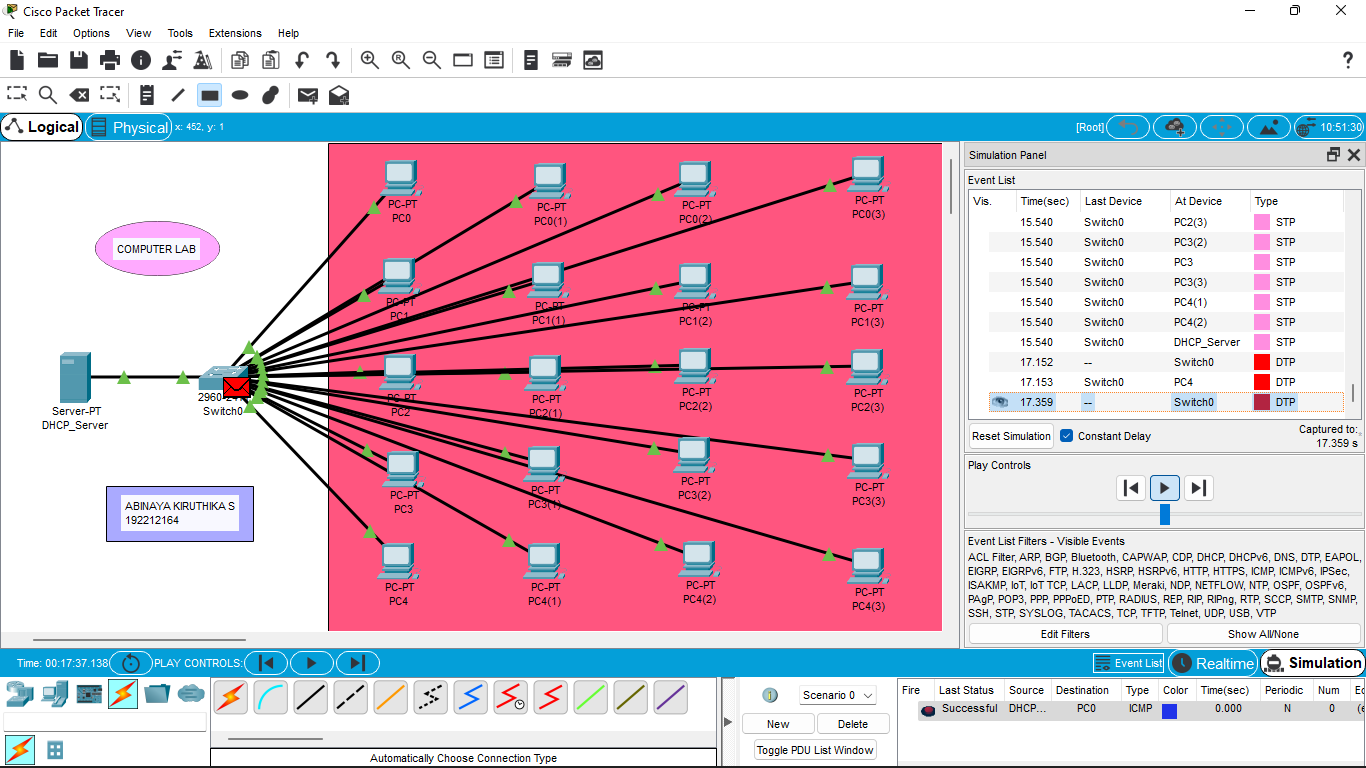 Cisco Packet Tracer
File Edit Options View Tools Extensions Help
Logical Physical x: 452, y: 1 [Root] 10:51:30
COMPUTER LAB
Server-PT
DHCP_Server
Switch0
ABINAYA KIRUTHIKA S
192212164
PC-PT
PC0
PC-PT
PC0(1)
PC-PT
PC0(2)
PC-PT
PC0(3)
PC-PT
PC1
PC-PT
PC1(1)
PC-PT
PC1(2)
PC-PT
PC1(3)
PC-PT
PC2
PC-PT
PC2(1)
PC-PT
PC2(2)
PC-PT
PC2(3)
PC-PT
PC3
PC-PT
PC3(1)
PC-PT
PC3(2)
PC-PT
PC3(3)
PC-PT
PC4
PC-PT
PC4(1)
PC-PT
PC4(2)
PC-PT
PC4(3)
Simulation Panel
Event List
Vis. Time(sec) Last Device At Device Type
15.540 Switch0 PC2(3) STP
15.540 Switch0 PC3(2) STP
15.540 Switch0 PC3 STP
15.540 Switch0 PC3(3) STP
15.540 Switch0 PC4(1) STP
15.540 Switch0 PC4(2) STP
15.540 Switch0 DHCP_Server STP
17.152 -- Switch0 DTP
17.153 Switch0 PC4 DTP
17.359 -- Switch0 DTP
Reset Simulation Constant Delay Captured to:
17.359 s
Play Controls
Event List Filters - Visible Events
ACL Filter, ARP, BGP, Bluetooth, CAPWAP, CDP, DHCP, DHCPv6, DNS, DTP, EAPOL,
EIGRP, EIGRPv6, FTP, H.323, HSRP, HSRPv6, HTTP, HTTPS, ICMP, ICMPv6, IPSec,
ISAKMP, IoT, IoT TCP, LACP, LLDP, Meraki, NDP, NETFLOW, NTP, OSPF, OSPFv6,
PAgP, POP3, PPP, PPPoED, PTP, RADIUS, REP, RIP, RIPng, RTP, SCCP, SMTP, SNMP,
SSH, STP, SYSLOG, TACACS, TCP, TFTP, Telnet, UDP, USB, VTP
Edit Filters Show All/None
Time: 00:17:37.138 PLAY CONTROLS: Event List Realtime Simulation
Automatically Choose Connection Type
Scenario 0
New Delete
Toggle PDU List Window
Fire Last Status Source Destination Type Color Time(sec) Periodic Num
Successful DHCP... PC0 ICMP 0.000 N 0